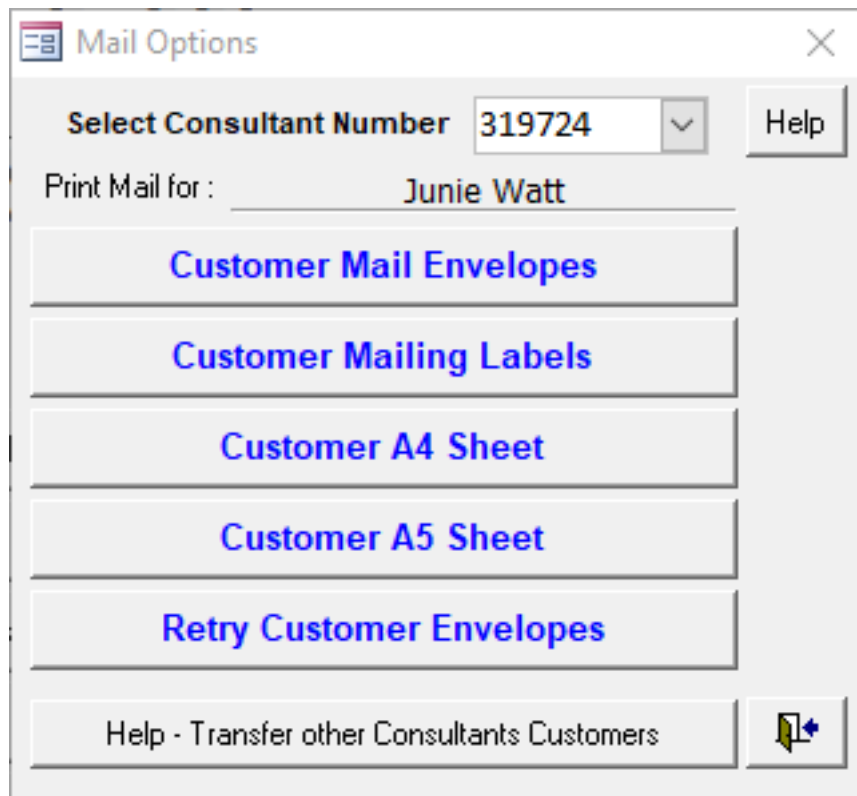 Mail Options
Select Consultant Number 319724 Help
Print Mail for : Junie Watt
Customer Mail Envelopes
Customer Mailing Labels
Customer A4 Sheet
Customer A5 Sheet
Retry Customer Envelopes
Help - Transfer other Consultants Customers